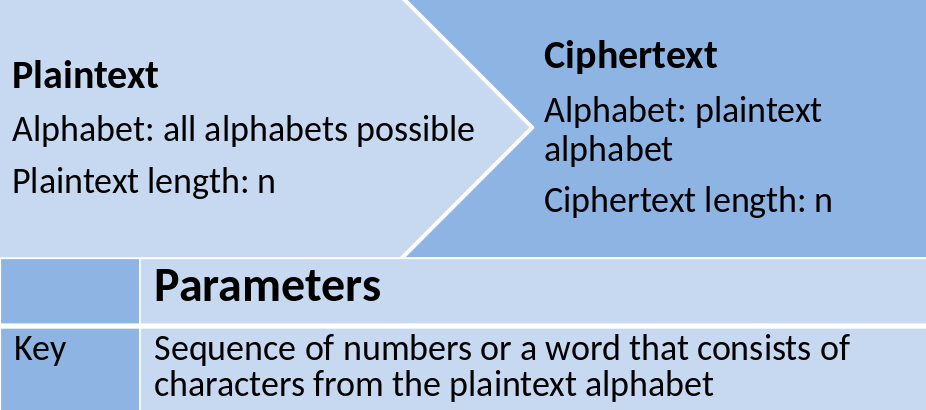 Plaintext
Alphabet: all alphabets possible
Plaintext length: n
Ciphertext
Alphabet: plaintext
alphabet
Ciphertext length: n
Parameters
Key
Sequence of numbers or a word that consists of
characters from the plaintext alphabet